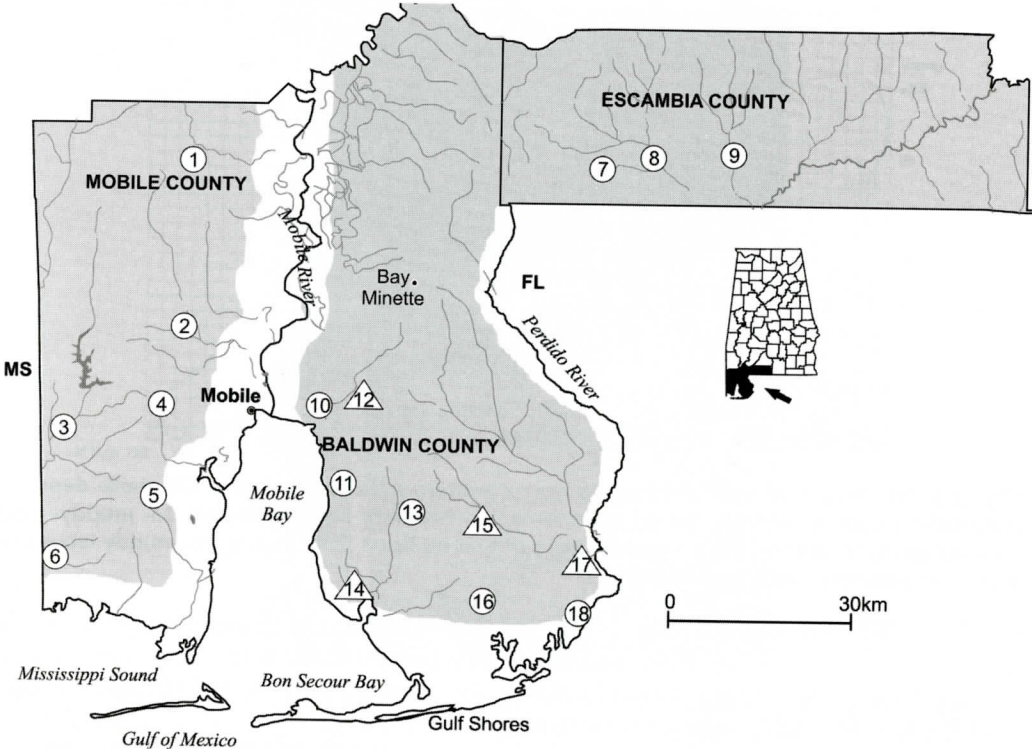 ESCAMBIA COUNTY
1
MOBILE COUNTY
7
8
9
Mobile River
Bay
Minette
FL
Perdido River
2
MS
Mobile
4
3
10
12
BALDWIN COUNTY
11
5
Mobile
Bay
13
15
6
14
17
16
18
0
30km
Mississippi Sound
Bon Secour Bay
Gulf Shores
Gulf of Mexico